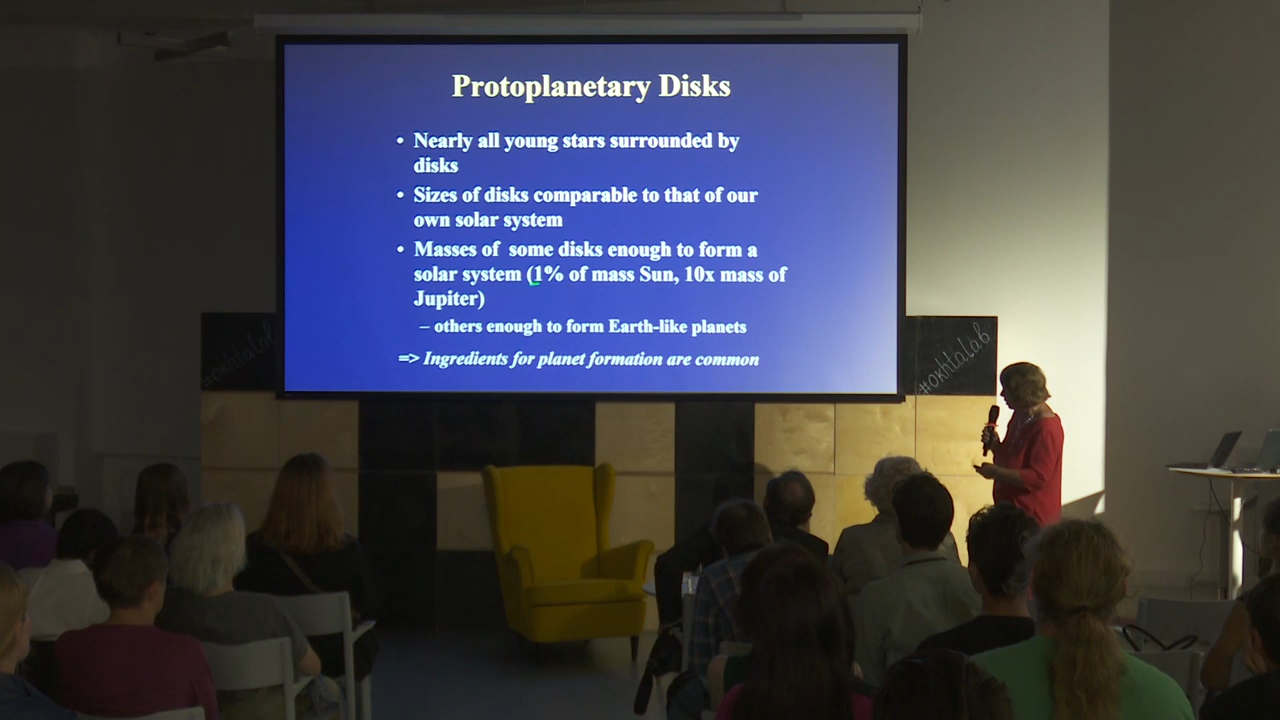 Protoplanetary Disks
• Nearly all young stars surrounded by
disks
• Sizes of disks comparable to that of our
own solar system
• Masses of some disks enough to form a
solar system (1% of mass Sun, 10x mass of
Jupiter)
– others enough to form Earth-like planets
=> Ingredients for planet formation are common
#okhtalab
#okhtalab